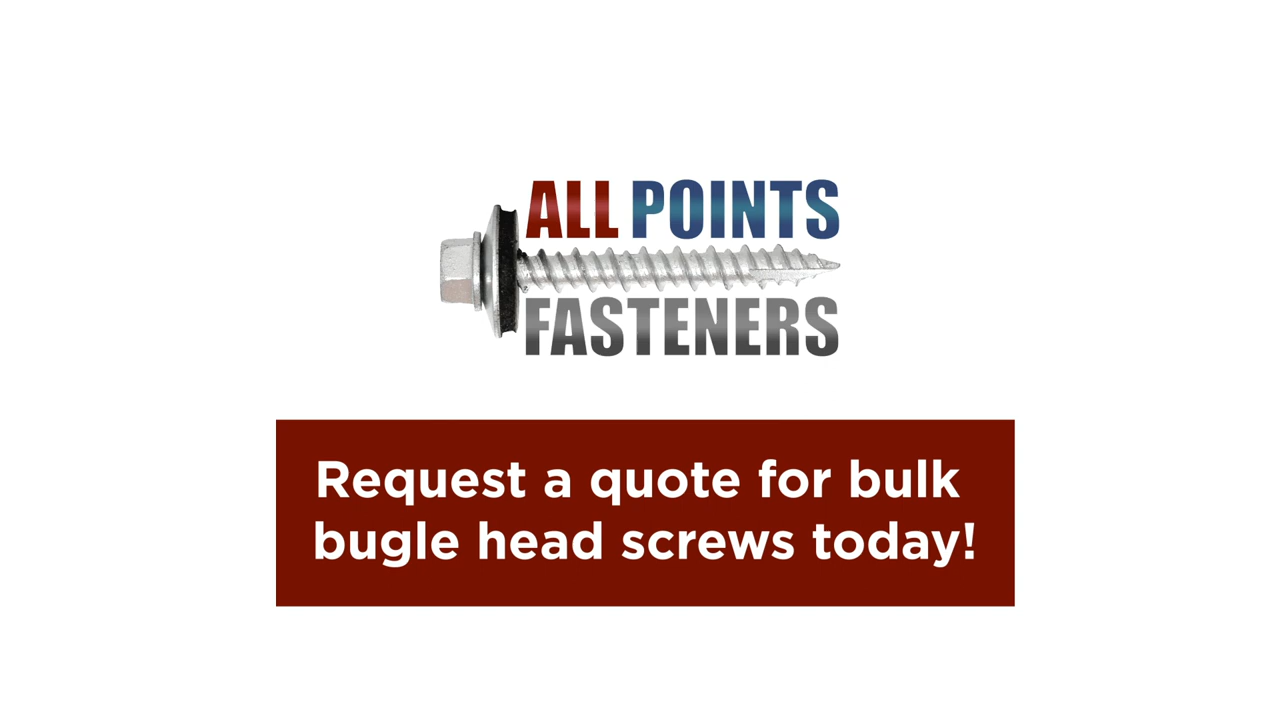 ALL POINTS
FASTENERS
Request a quote for bulk
bugle head screws today!